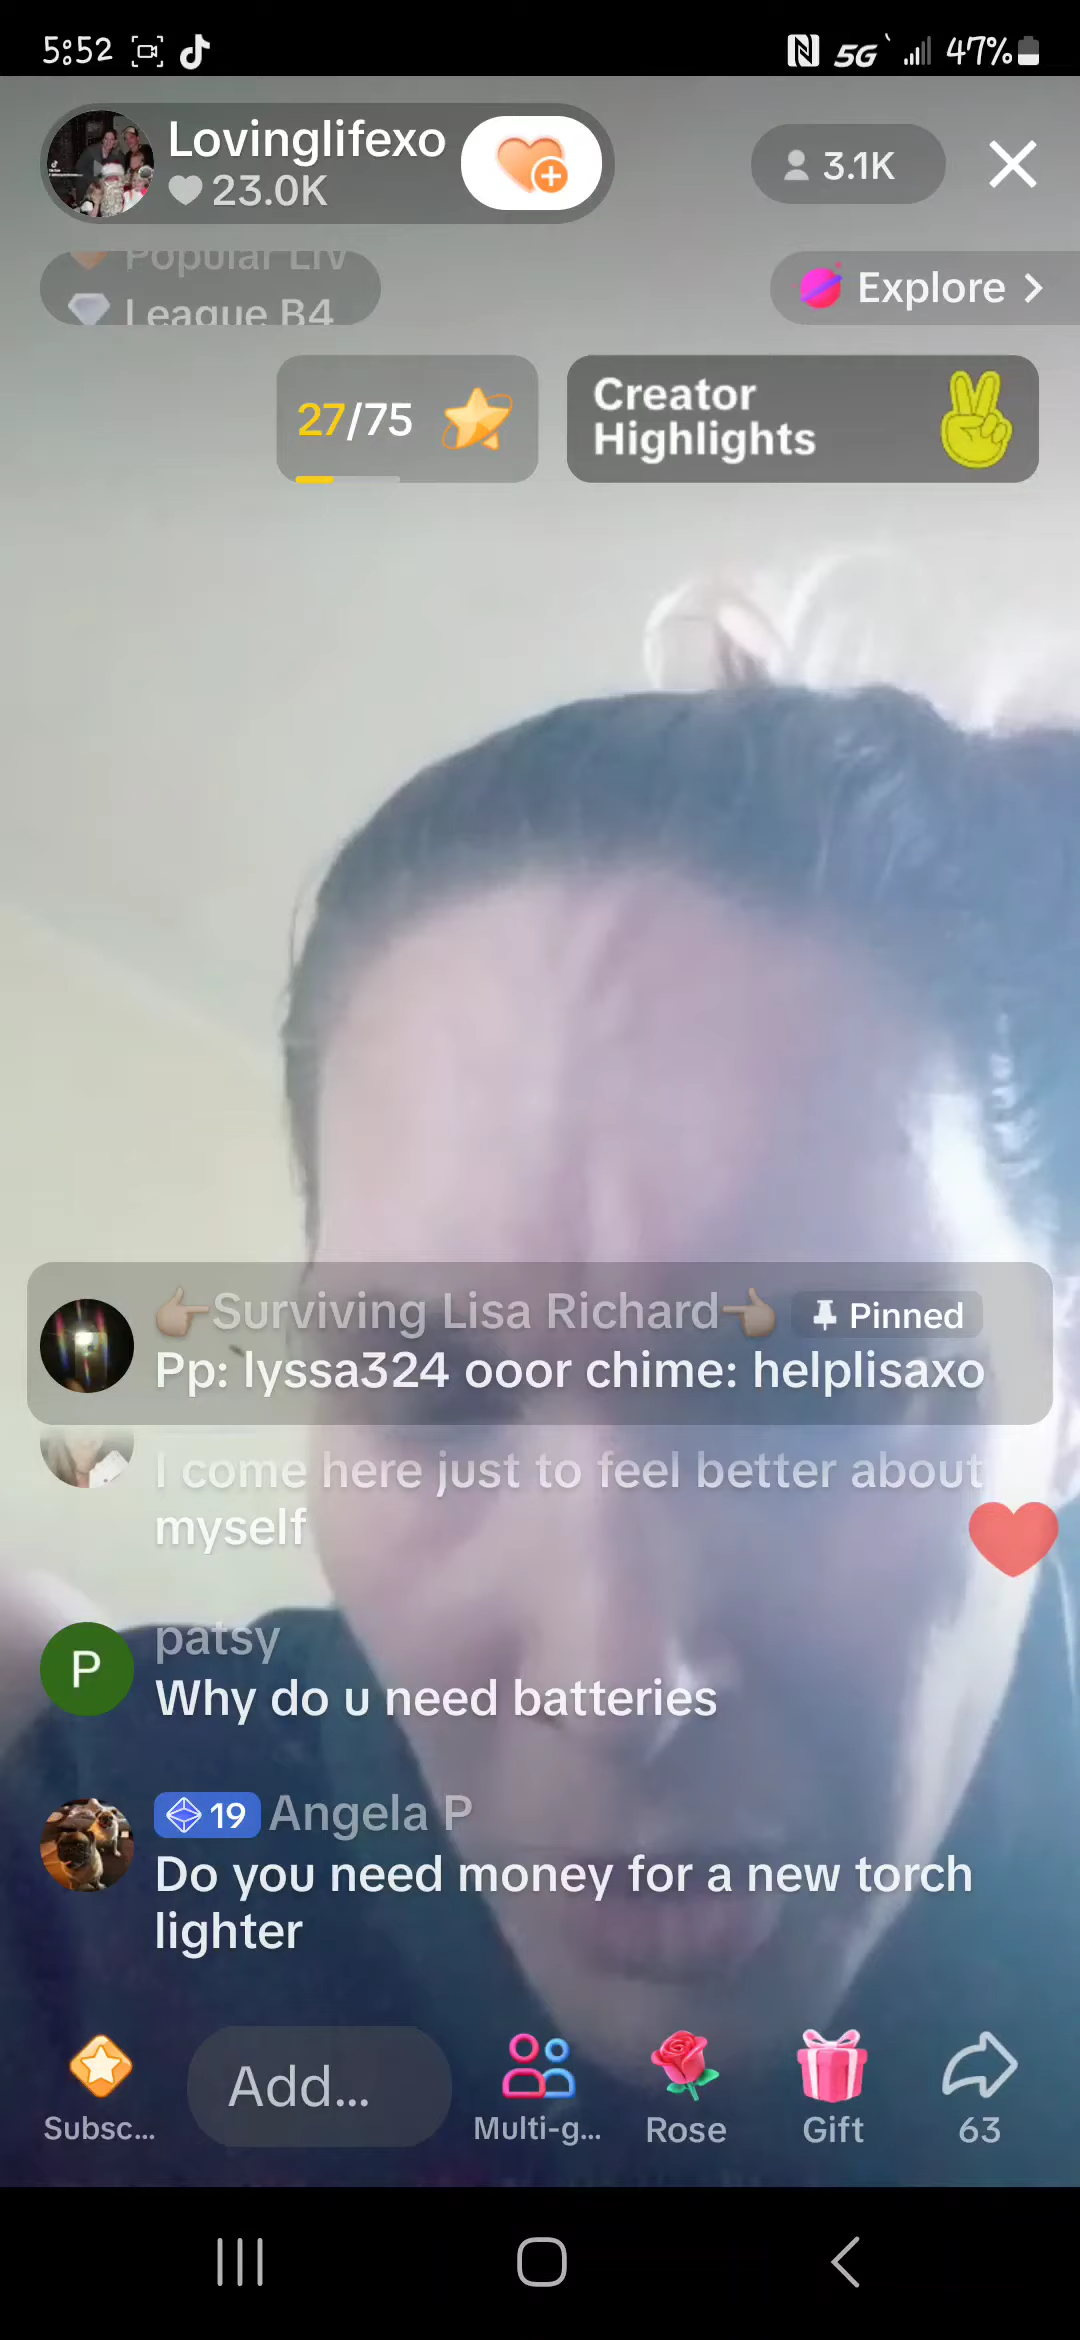 5:52
5G 47%
Lovinglifexo
23.0K
3.1K
Popular LIV
League B4
Explore
27/75
Creator
Highlights
👉🏼Surviving Lisa Richard👈🏼 Pinned
Pp: lyssa324 ooor chime: helplisaxo
I come here just to feel better about
myself
P
patsy
Why do u need batteries
19 Angela P
Do you need money for a new torch
lighter
Add...
Subsc...
Multi-g...
Rose
Gift
63